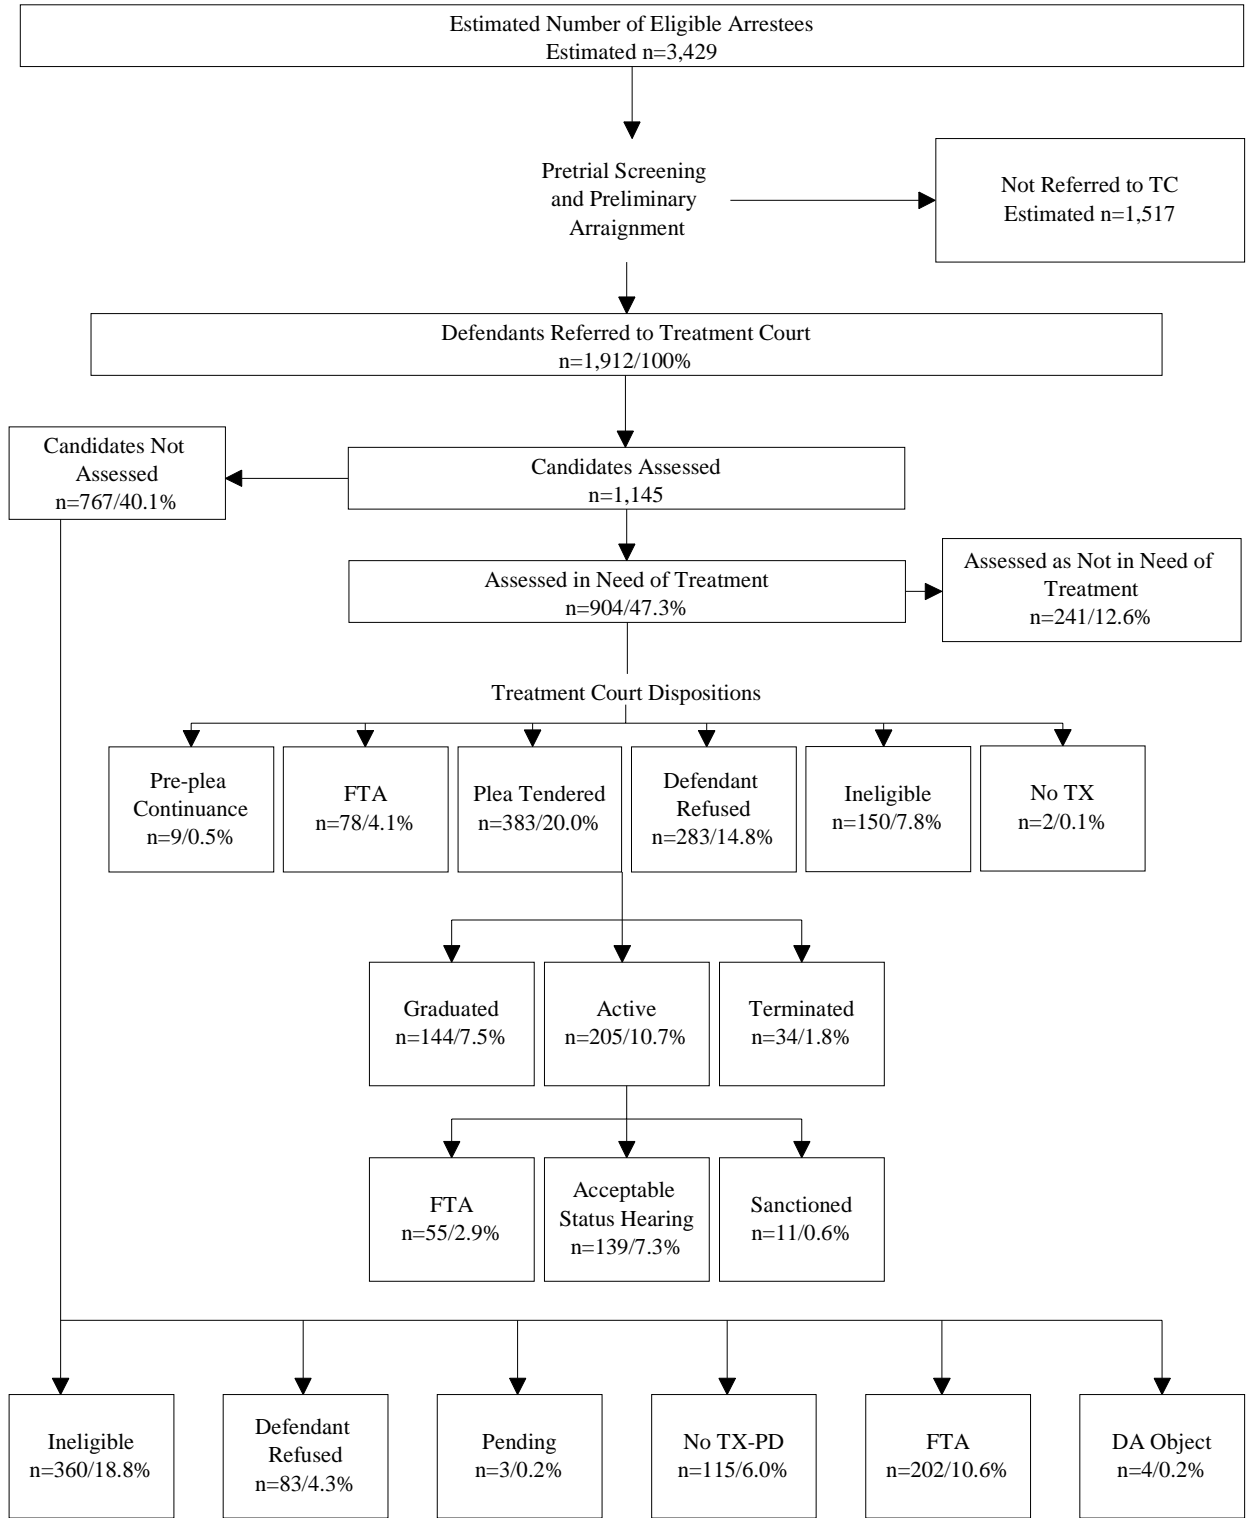 Estimated Number of Eligible Arrestees
Estimated n=3,429
Pretrial Screening
and Preliminary
Arraignment
Not Referred to TC
Estimated n=1,517
Defendants Referred to Treatment Court
n=1,912/100%
Candidates Not
Assessed
n=767/40.1%
Candidates Assessed
n=1,145
Assessed in Need of Treatment
n=904/47.3%
Assessed as Not in Need of
Treatment
n=241/12.6%
Treatment Court Dispositions
Pre-plea
Continuance
n=9/0.5%
FTA
n=78/4.1%
Plea Tendered
n=383/20.0%
Defendant
Refused
n=283/14.8%
Ineligible
n=150/7.8%
No TX
n=2/0.1%
Graduated
n=144/7.5%
Active
n=205/10.7%
Terminated
n=34/1.8%
FTA
n=55/2.9%
Acceptable
Status Hearing
n=139/7.3%
Sanctioned
n=11/0.6%
Ineligible
n=360/18.8%
Defendant
Refused
n=83/4.3%
Pending
n=3/0.2%
No TX-PD
n=115/6.0%
FTA
n=202/10.6%
DA Object
n=4/0.2%